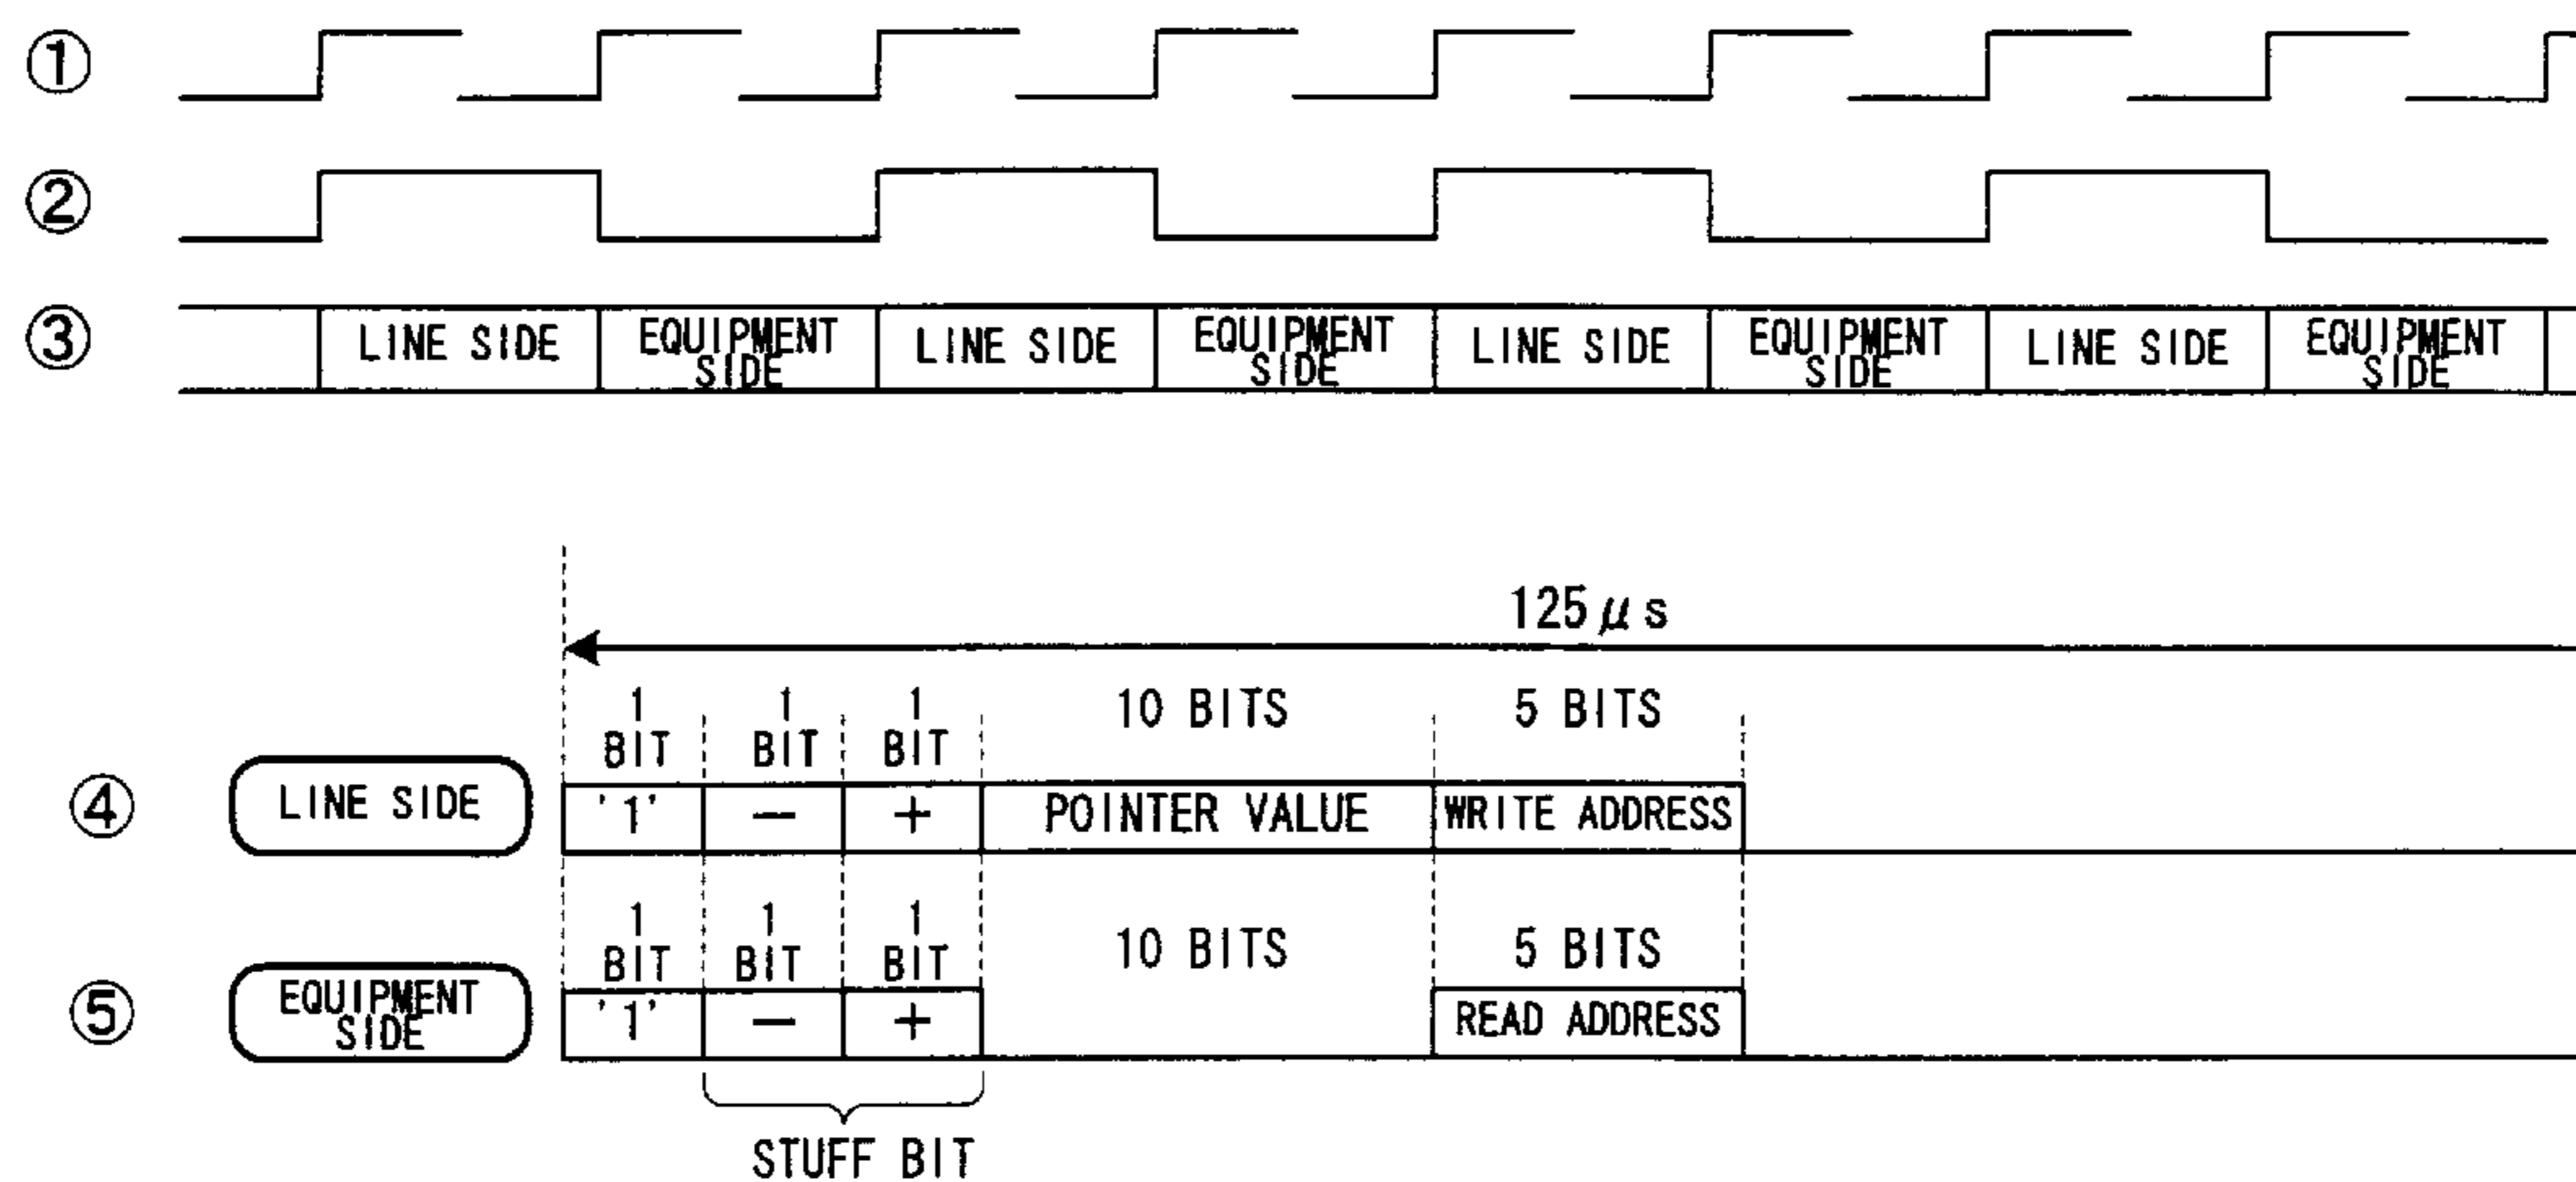 ①
②
③ LINE SIDE EQUIPMENT SIDE LINE SIDE EQUIPMENT SIDE LINE SIDE EQUIPMENT SIDE LINE SIDE EQUIPMENT SIDE
125μs
1 BIT 1 BIT 1 BIT 10 BITS 5 BITS
④ LINE SIDE '1' — + POINTER VALUE WRITE ADDRESS
1 BIT 1 BIT 1 BIT 10 BITS 5 BITS
⑤ EQUIPMENT SIDE '1' — + READ ADDRESS
STUFF BIT